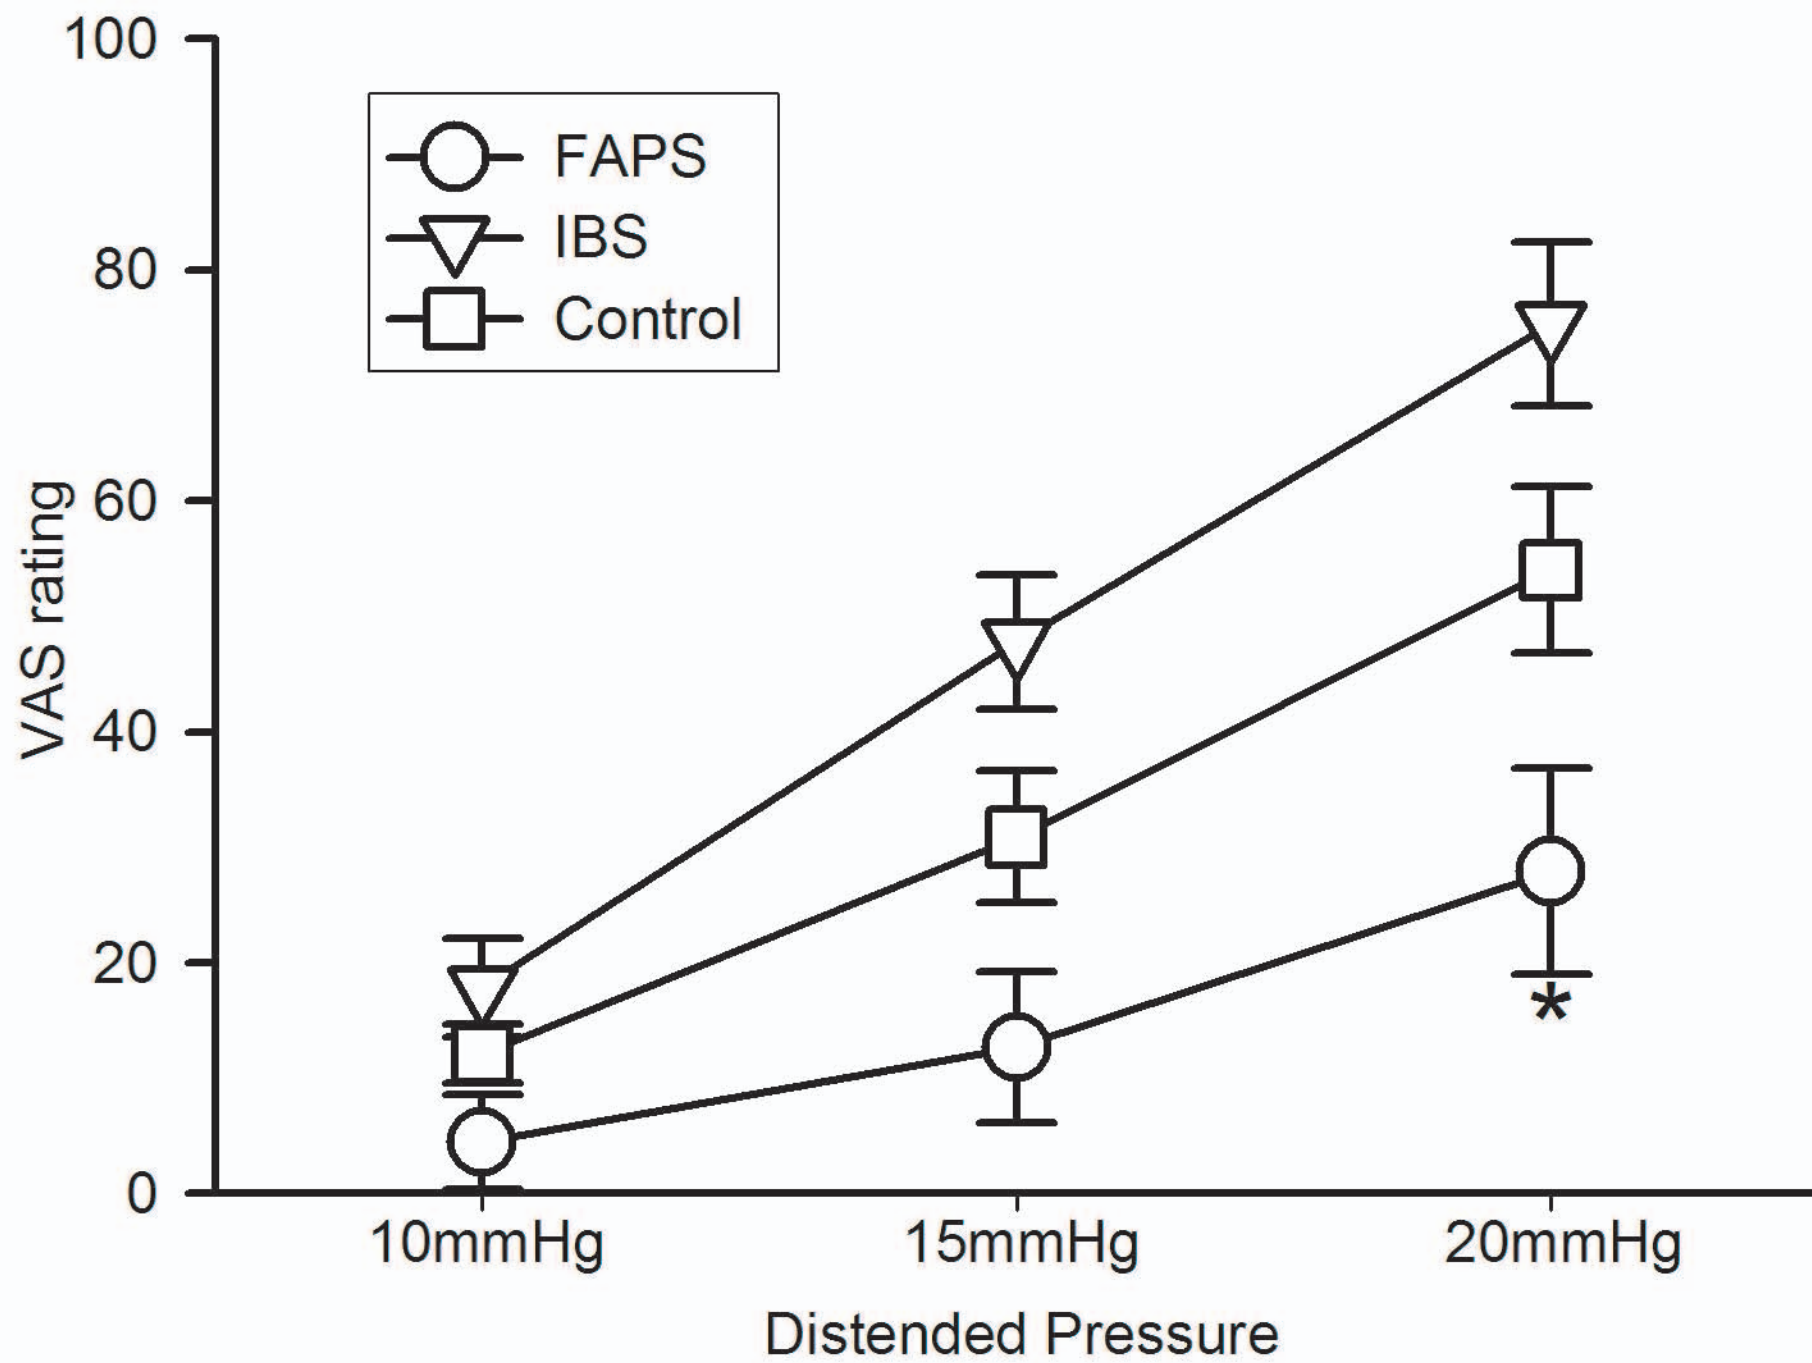 100
80
60
40
20
0
VAS rating
FAPS
IBS
Control
*
10mmHg 15mmHg 20mmHg
Distended Pressure